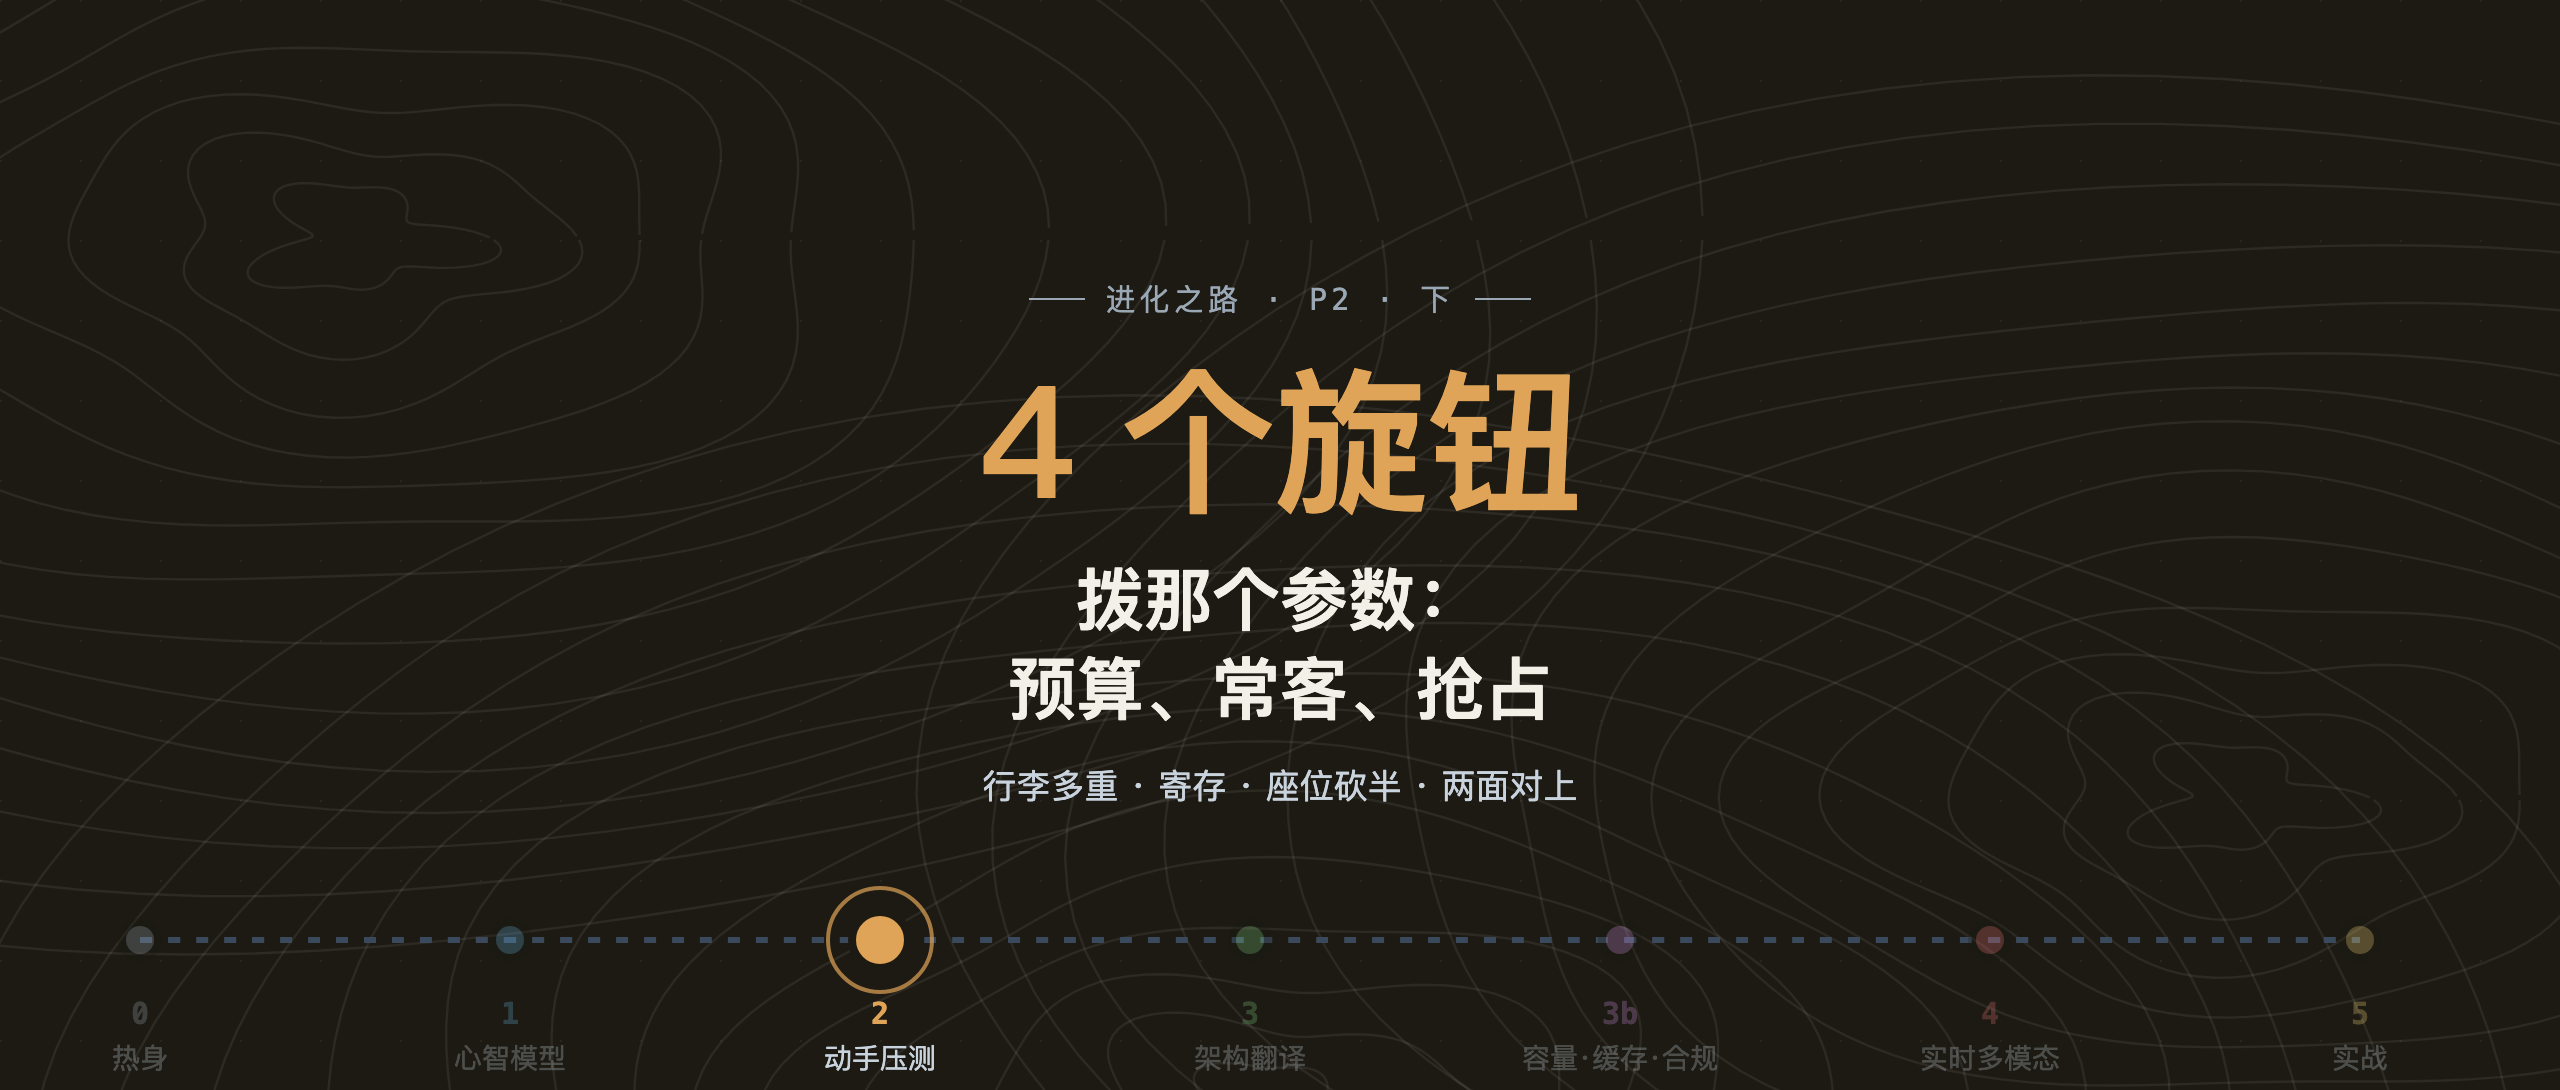 进化之路 · P2 · 下
4 个旋钮
拨那个参数：
预算、常客、抢占
行李多重 · 寄存 · 座位砍半 · 两面对上
0
热身
1
心智模型
2
动手压测
3
架构翻译
3b
容量·缓存·合规
4
实时多模态
5
实战